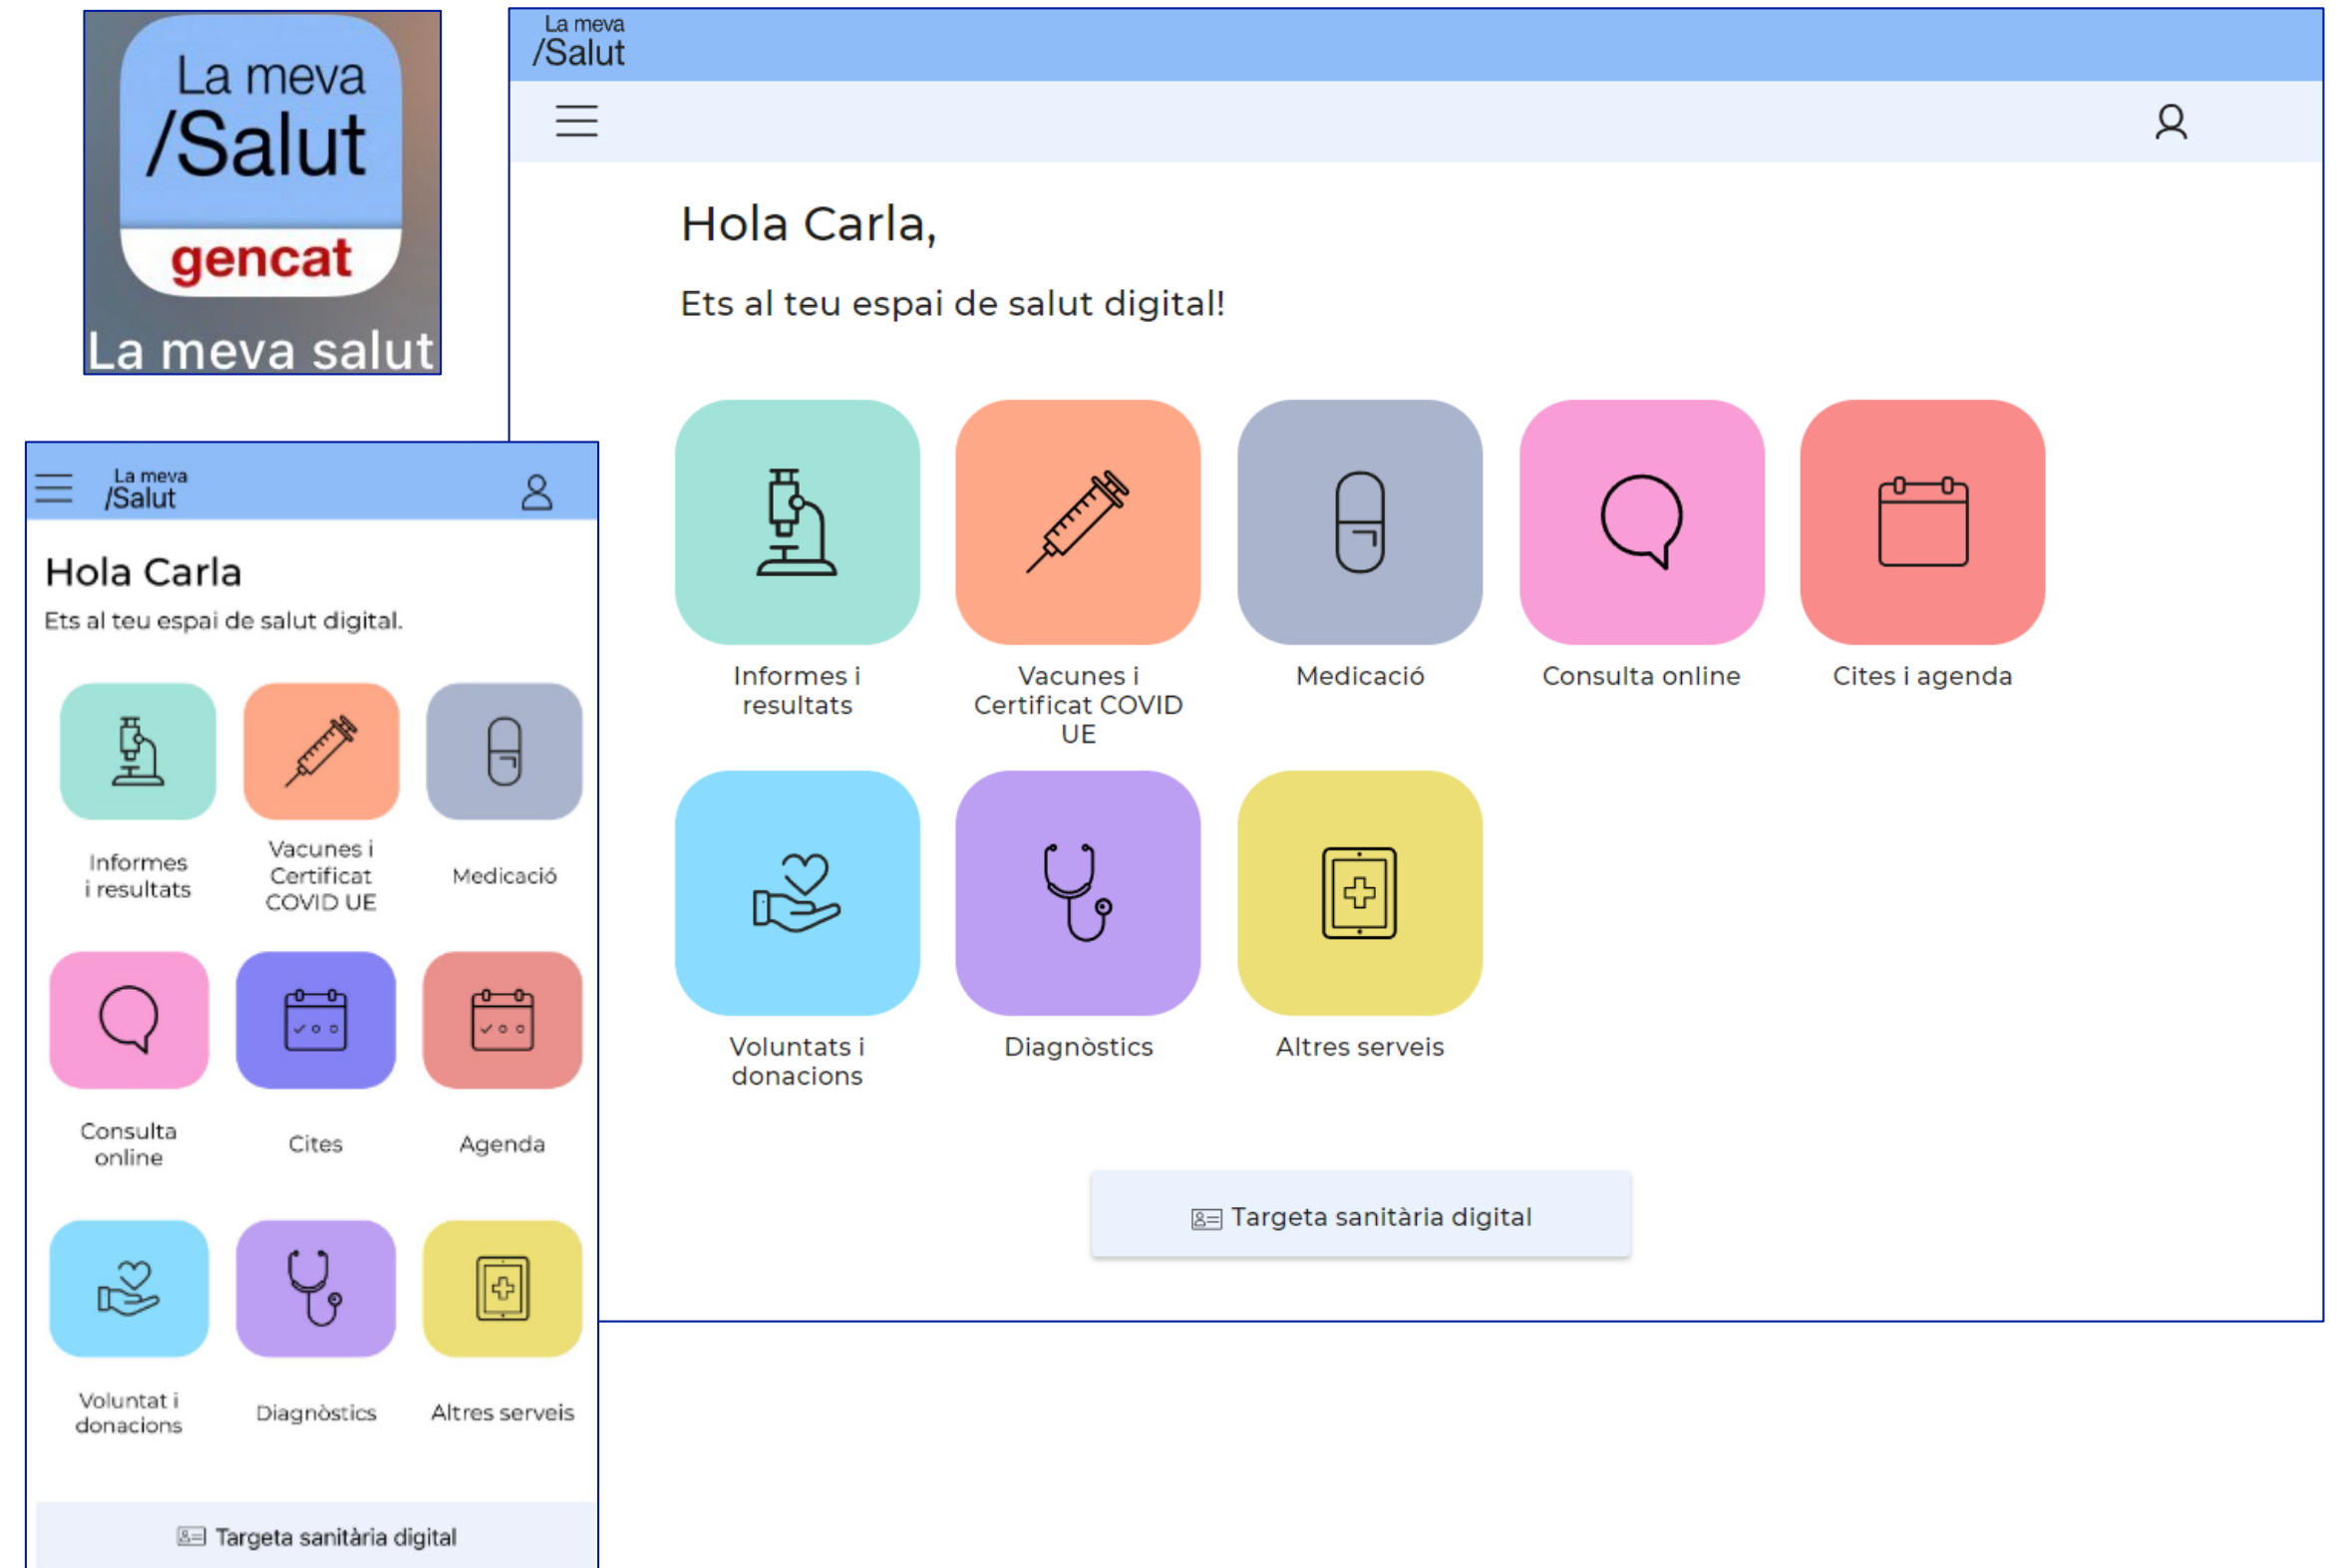 La meva
/Salut
gencat
La meva salut
La meva
/Salut
Hola Carla,
Ets al teu espai de salut digital!
Informes i
resultats
Vacunes i
Certificat COVID
UE
Medicació
Consulta online
Cites i agenda
Voluntats i
donacions
Diagnòstics
Altres serveis
Targeta sanitària digital
La meva
/Salut
Hola Carla
Ets al teu espai de salut digital.
Informes
i resultats
Vacunes i
Certificat
COVID UE
Medicació
Consulta
online
Cites
Agenda
Voluntat i
donacions
Diagnòstics
Altres serveis
Targeta sanitària digital